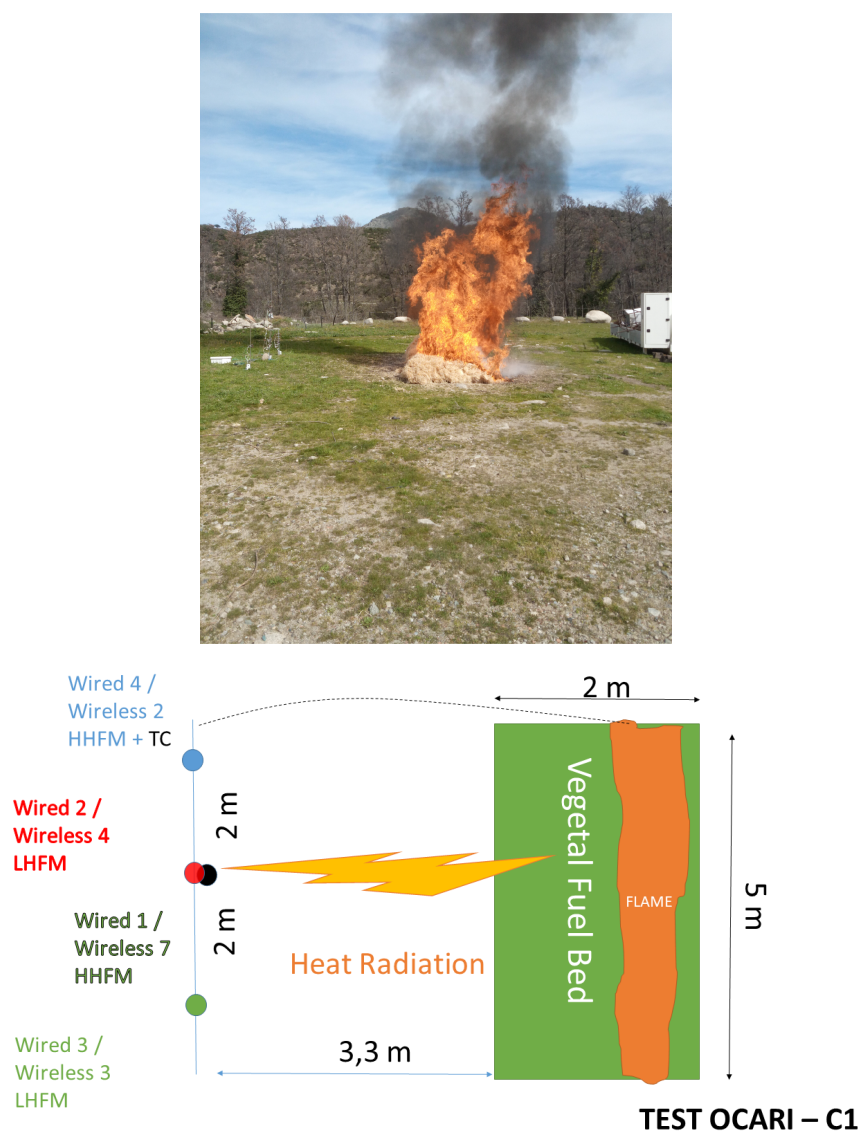 2 m
Wired 4 /
Wireless 2
HHFM + TC
2 m
Wired 2 /
Wireless 4
LHFM
Vegetal Fuel Bed
FLAME
5 m
Wired 1 /
Wireless 7
HHFM
2 m
Heat Radiation
Wired 3 /
Wireless 3
LHFM
3,3 m
TEST OCARI – C1